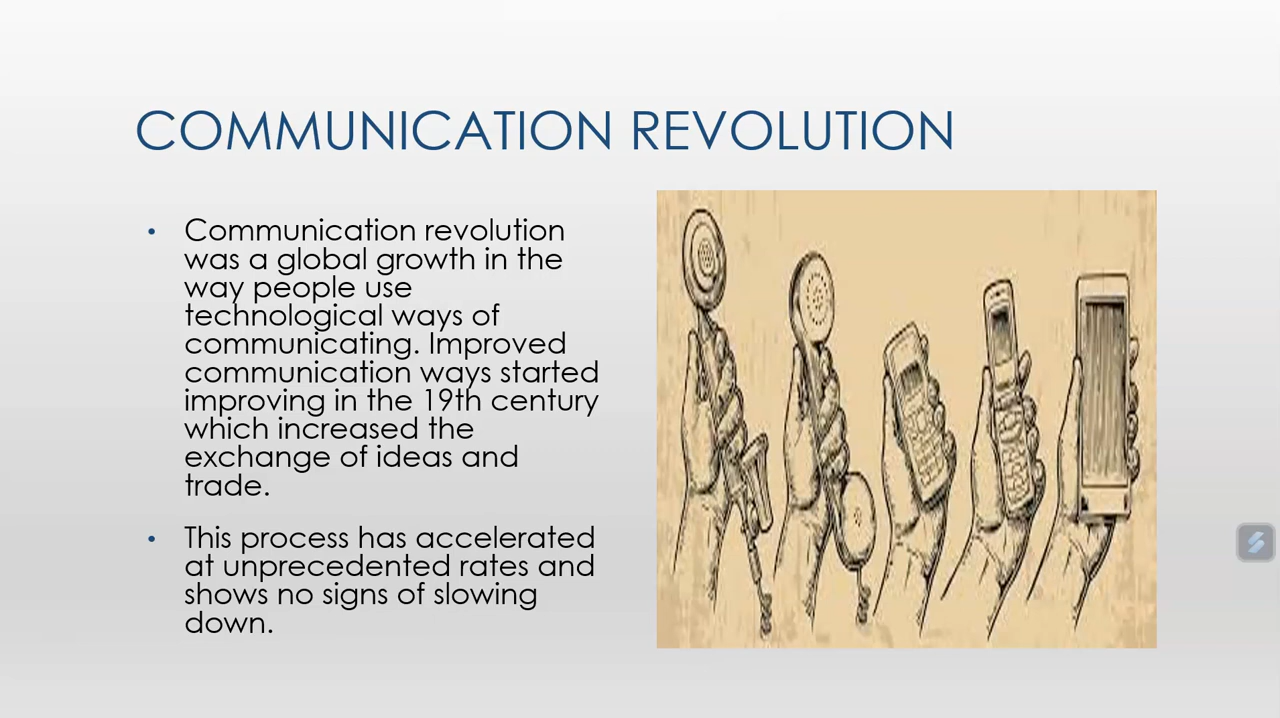 COMMUNICATION REVOLUTION
• Communication revolution
was a global growth in the
way people use
technological ways of
communicating. Improved
communication ways started
improving in the 19th century
which increased the
exchange of ideas and
trade.
• This process has accelerated
at unprecedented rates and
shows no signs of slowing
down.